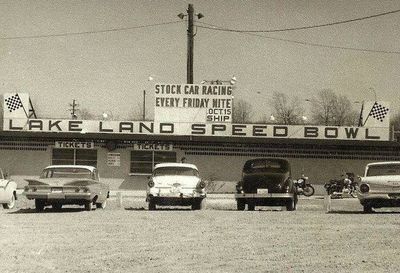 STOCK CAR RACING
EVERY FRIDAY NITE
OCT 15
SHIP
LAKE LAND SPEED BOWL
TICKETS
TICKETS